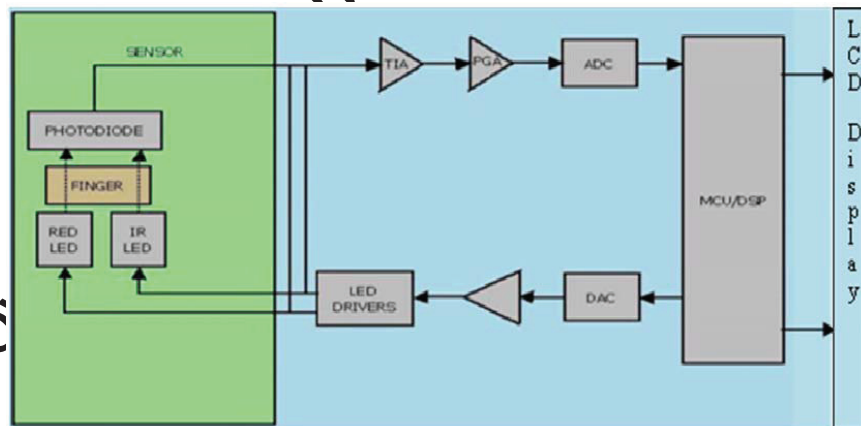 SENSOR
TIA
PGA
ADC
PHOTODIODE
FINGER
RED
LED
IR
LED
MCU/DSP
LED
DRIVERS
DAC
L
C
D
D
i
s
p
l
a
y